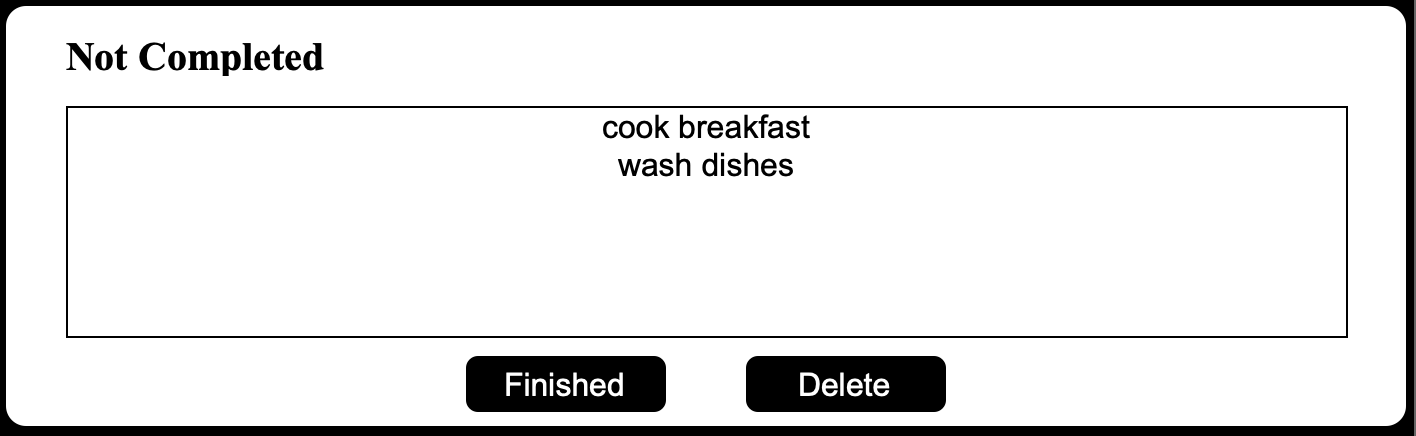 Not Completed
cook breakfast
wash dishes
Finished
Delete